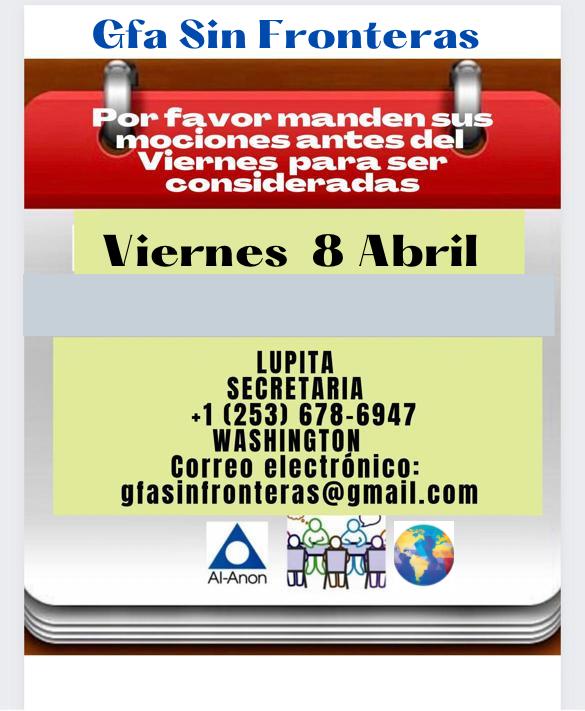 Gfa Sin Fronteras
Por favor manden sus
mociones antes del
Viernes para ser
consideradas
Viernes 8 Abril
LUPITA
SECRETARIA
+1 (253) 678-6947
WASHINGTON
Correo electrónico:
gfasinfronteras@gmail.com
Al-Anon